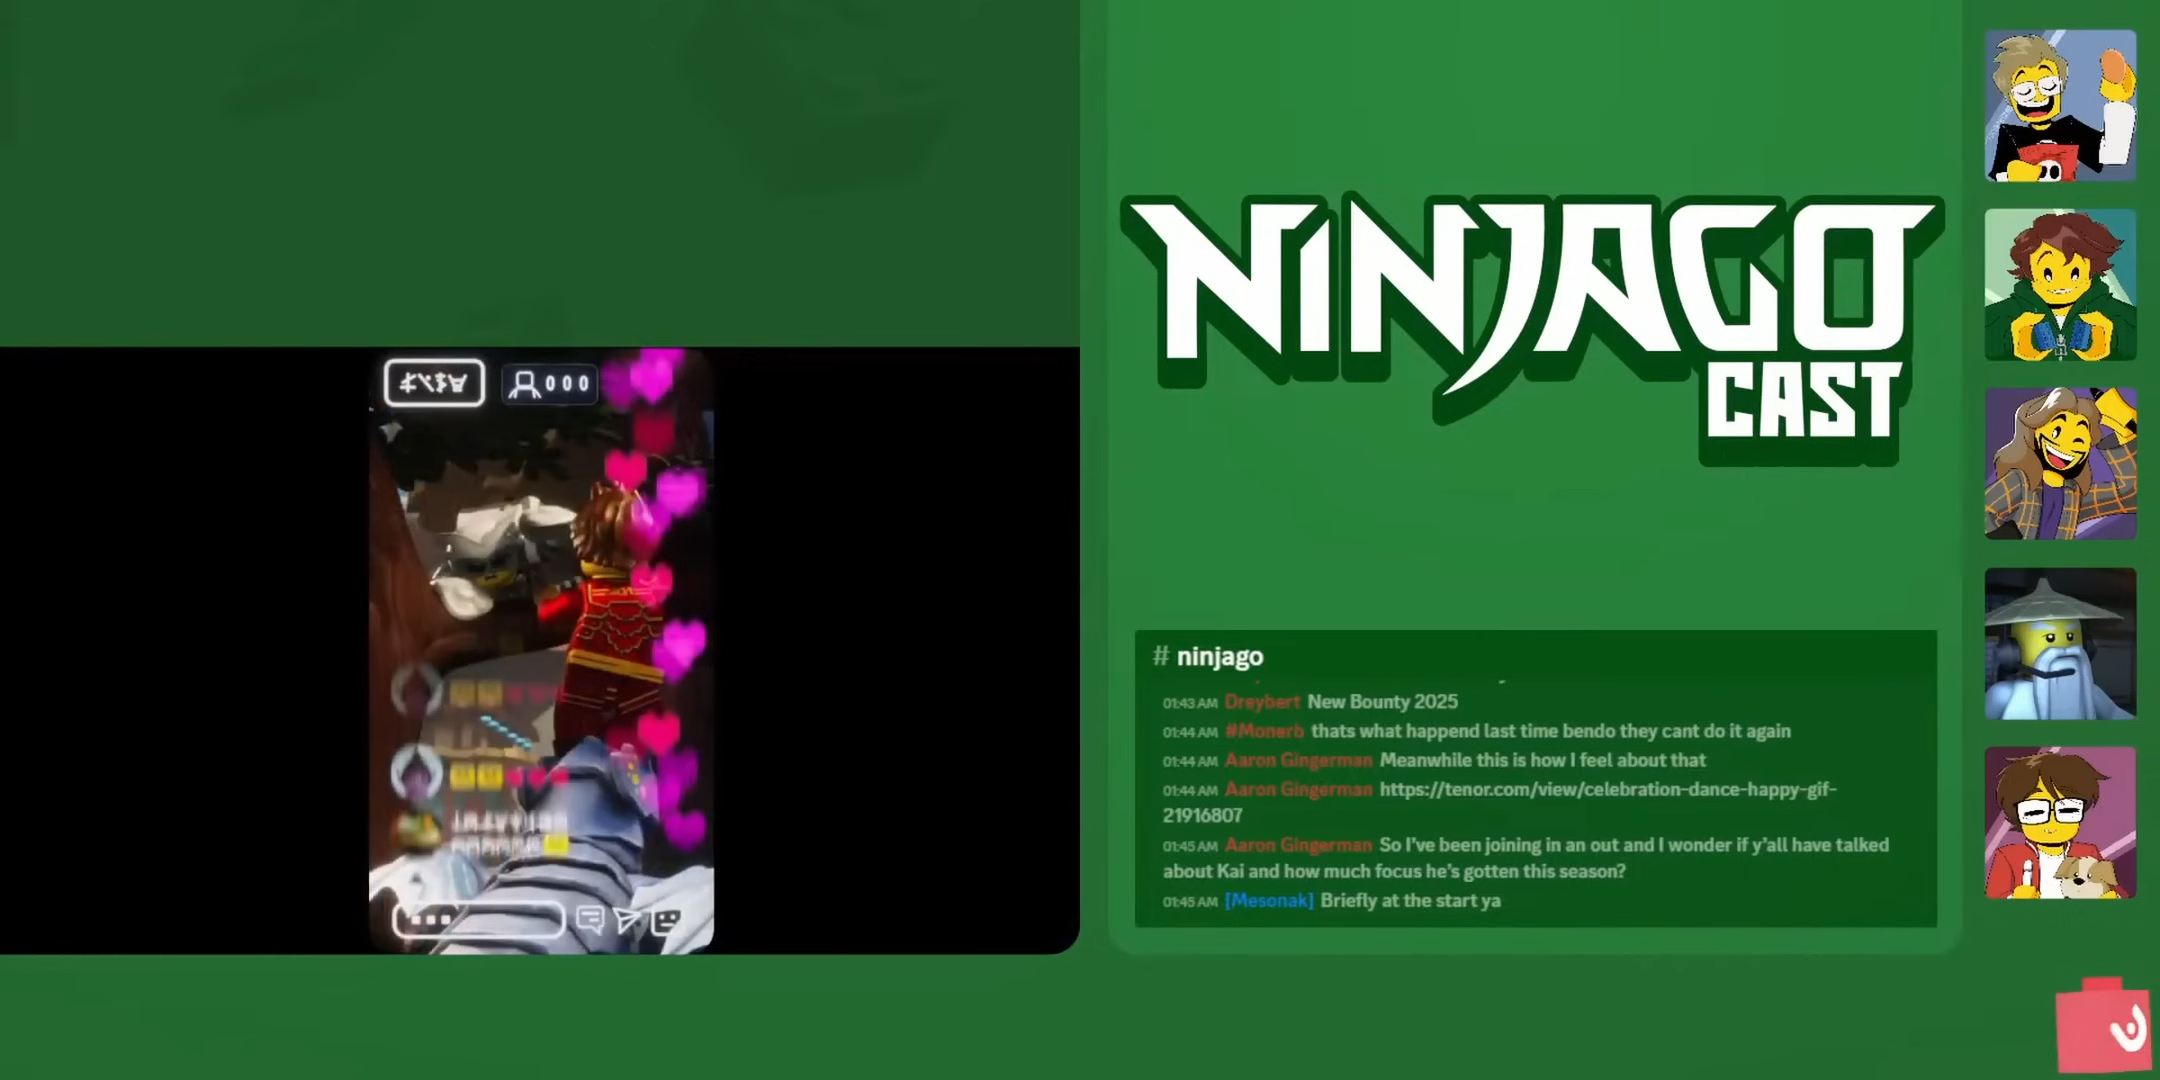 000
NINJAGO
CAST
# ninjago
01:43 AM Dreybert New Bounty 2025
01:44 AM #Monerb thats what happend last time bendo they cant do it again
01:44 AM Aaron Gingerman Meanwhile this is how I feel about that
01:44 AM Aaron Gingerman https://tenor.com/view/celebration-dance-happy-gif-
21916807
01:45 AM Aaron Gingerman So I've been joining in an out and I wonder if y'all have talked
about Kai and how much focus he's gotten this season?
01:45 AM [Mesonak] Briefly at the start ya